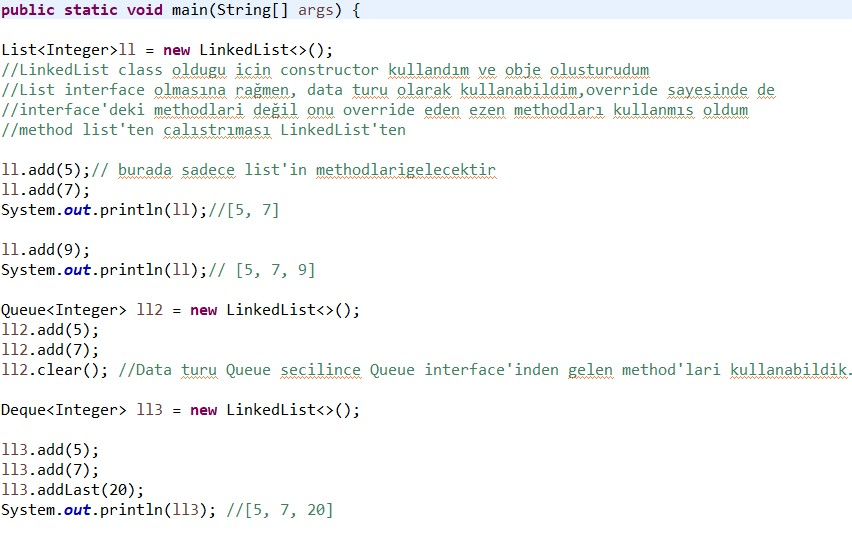 public static void main(String[] args) {
List<Integer>ll = new LinkedList<>();
//LinkedList class oldugu icin constructor kullandım ve obje olusturudum
//List interface olmasına rağmen, data turu olarak kullanabildim,override sayesinde de
//interface'deki methodlari değil onu override eden ezen methodları kullanmıs oldum
//method list'ten calıstrıması LinkedList'ten
ll.add(5);// burada sadece list'in methodlarigelecektir
ll.add(7);
System.out.println(ll);//[5, 7]
ll.add(9);
System.out.println(ll);// [5, 7, 9]
Queue<Integer> ll2 = new LinkedList<>();
ll2.add(5);
ll2.add(7);
ll2.clear(); //Data turu Queue secilince Queue interface'inden gelen method'lari kullanabildik.
Deque<Integer> ll3 = new LinkedList<>();
ll3.add(5);
ll3.add(7);
ll3.addLast(20);
System.out.println(ll3); //[5, 7, 20]